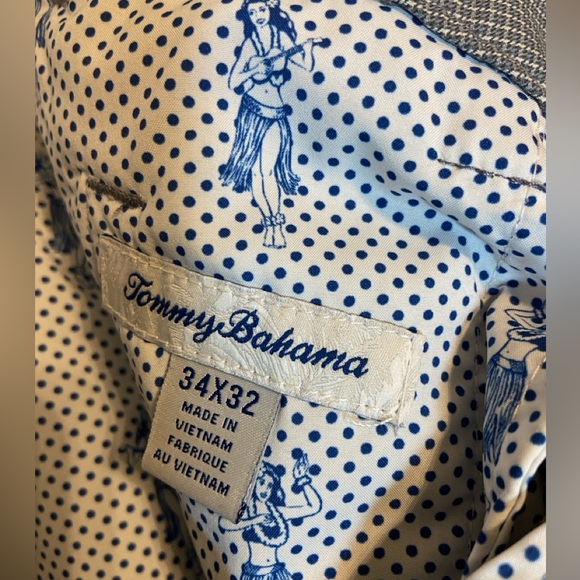 Tommy Bahama
34X32
MADE IN
VIETNAM
FABRIQUE
AU VIETNAM